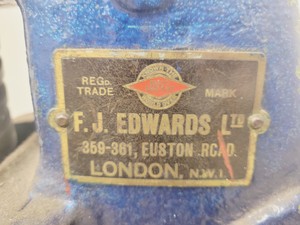 REGD. TRADE MARK
F. J. EDWARDS LTD
359-361, EUSTON ROAD.
LONDON, N.W.1.